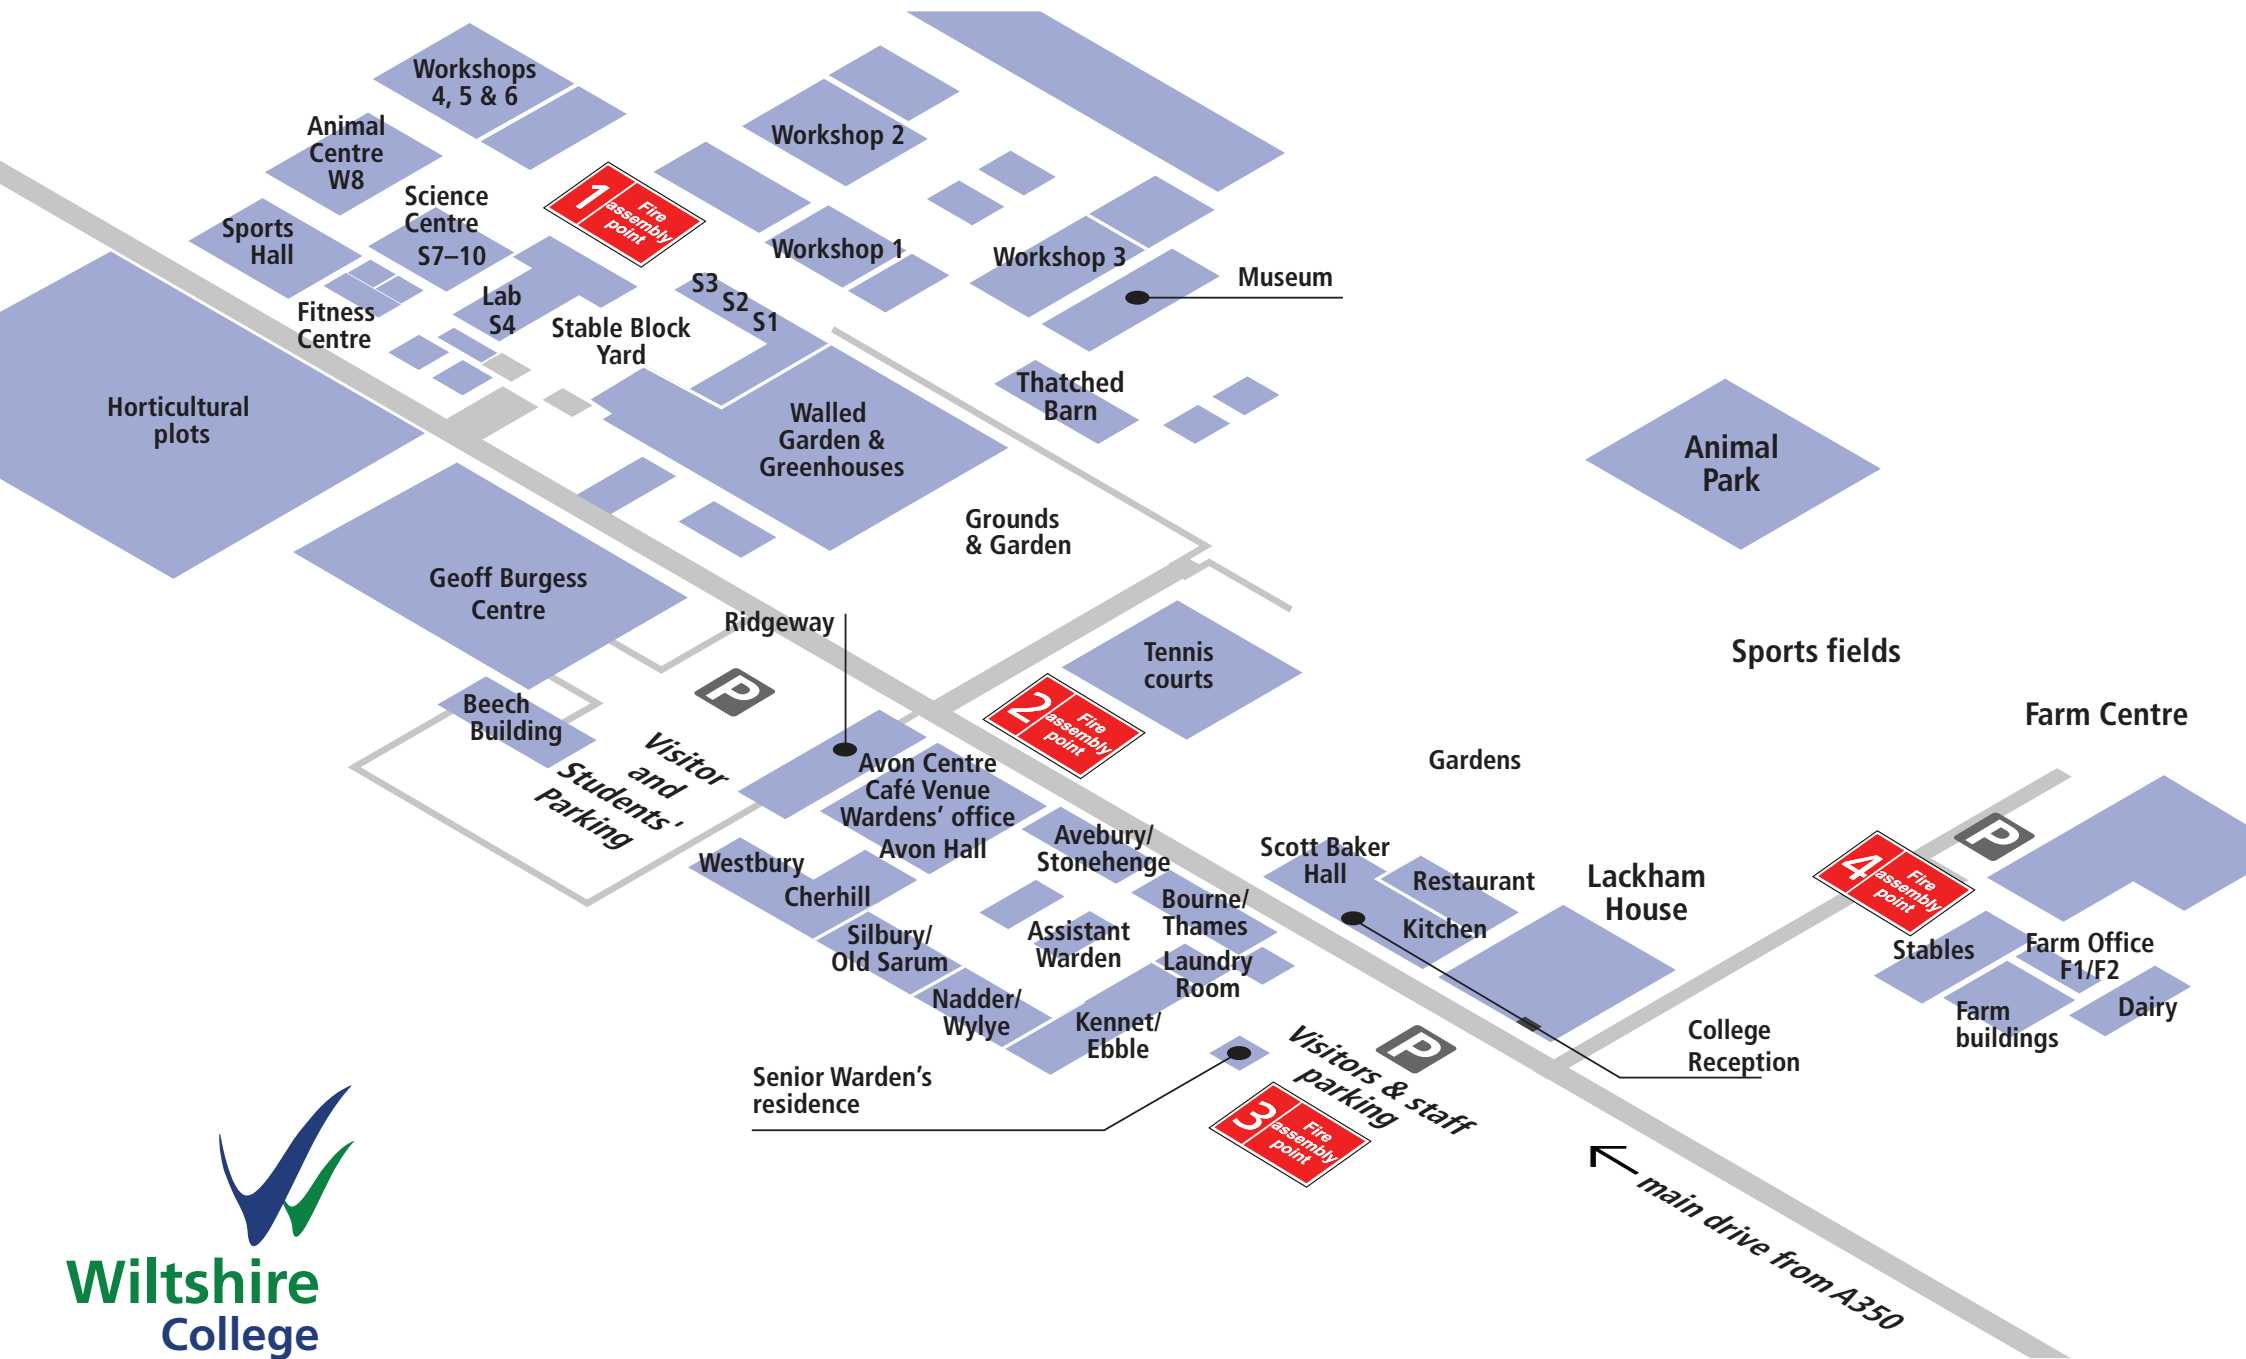 Workshops
4, 5 & 6
Animal
Centre
W8
Workshop 2
Science
Centre
S7–10
1
Fire
assembly
point
Sports
Hall
Workshop 1
Workshop 3
Museum
Lab
S4
S3
S2
S1
Fitness
Centre
Stable Block
Yard
Horticultural
plots
Thatched
Barn
Walled
Garden &
Greenhouses
Animal
Park
Grounds
& Garden
Geoff Burgess
Centre
Ridgeway
Tennis
courts
Sports fields
Farm Centre
P
Beech
Building
2
Fire
assembly
point
Visitor
and
Students'
Parking
Avon Centre
Café Venue
Wardens’ office
Avon Hall
Gardens
Avebury/
Stonehenge
Scott Baker
Hall
Restaurant
Kitchen
Lackham
House
P
4
Fire
assembly
point
Westbury
Cherhill
Bourne/
Thames
Silbury/
Old Sarum
Assistant
Warden
Laundry
Room
Stables
Farm Office
F1/F2
Nadder/
Wylye
Kennet/
Ebble
Farm
buildings
Dairy
College
Reception
P
Visitors & staff
parking
Senior Warden’s
residence
3
Fire
assembly
point
main drive from A350
Wiltshire
College